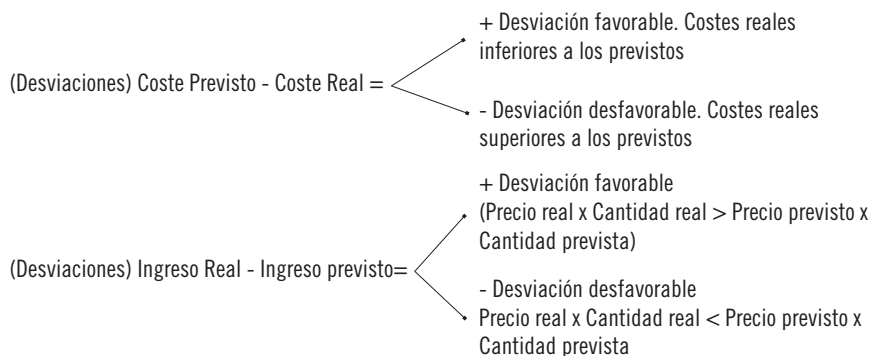 + Desviación favorable. Costes reales
inferiores a los previstos
(Desviaciones) Coste Previsto - Coste Real =
- Desviación desfavorable. Costes reales
superiores a los previstos
+ Desviación favorable
(Precio real x Cantidad real > Precio previsto x
Cantidad prevista)
(Desviaciones) Ingreso Real - Ingreso previsto=
- Desviación desfavorable
Precio real x Cantidad real < Precio previsto x
Cantidad prevista